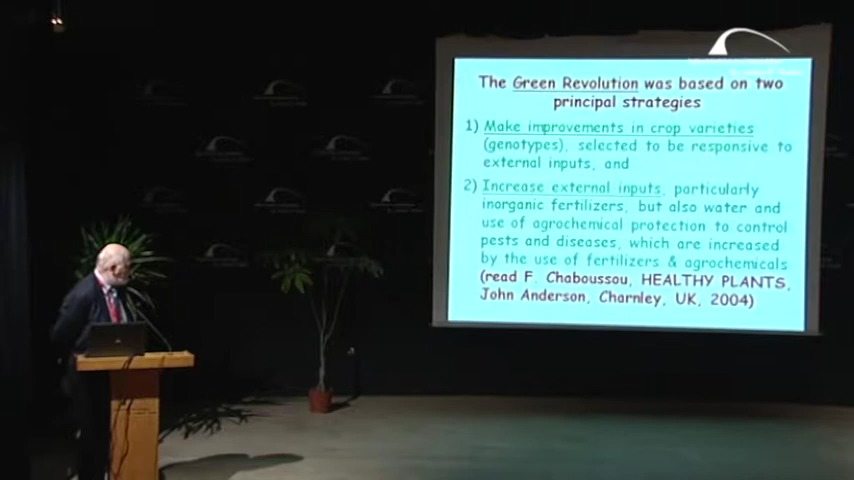 The Green Revolution was based on two
principal strategies
1) Make improvements in crop varieties
(genotypes), selected to be responsive to
external inputs, and
2) Increase external inputs, particularly
inorganic fertilizers, but also water and
use of agrochemical protection to control
pests and diseases, which are increased
by the use of fertilizers & agrochemicals
(read F. Chaboussou, HEALTHY PLANTS,
John Anderson, Charnley, UK, 2004)